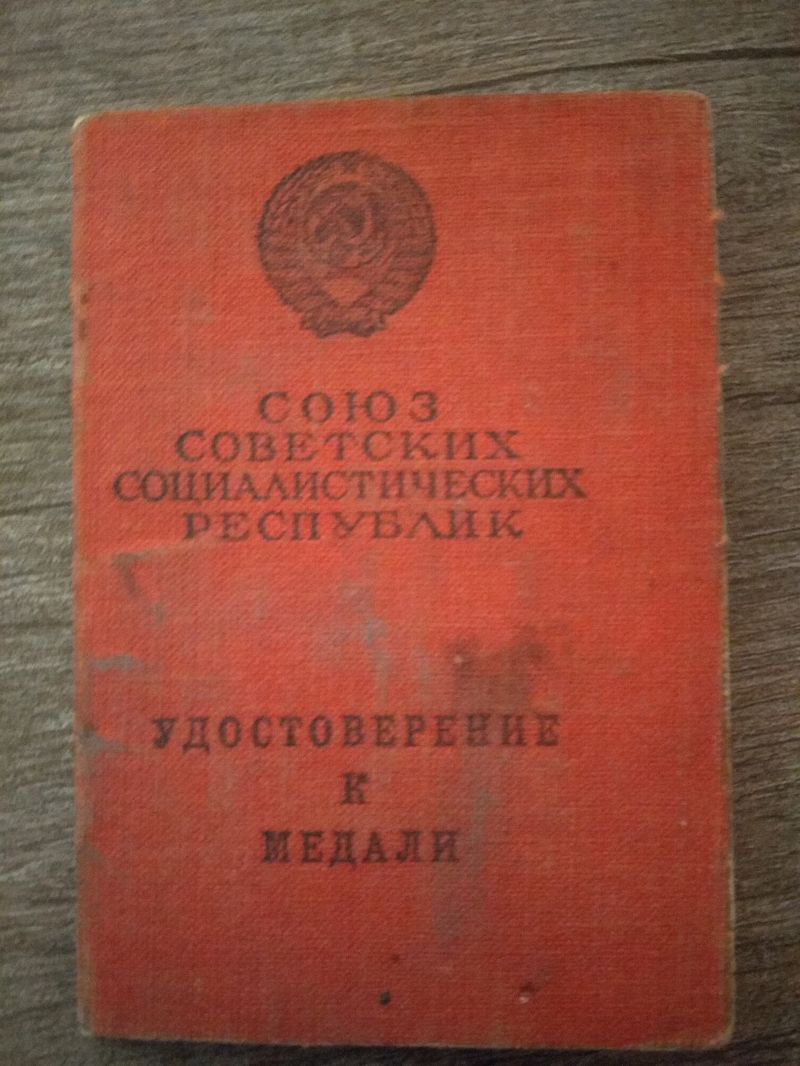 СОЮЗ
СОВЕТСКИХ
СОЦИАЛИСТИЧЕСКИХ
РЕСПУБЛИК
УДОСТОВЕРЕНИЕ
К
МЕДАЛИ